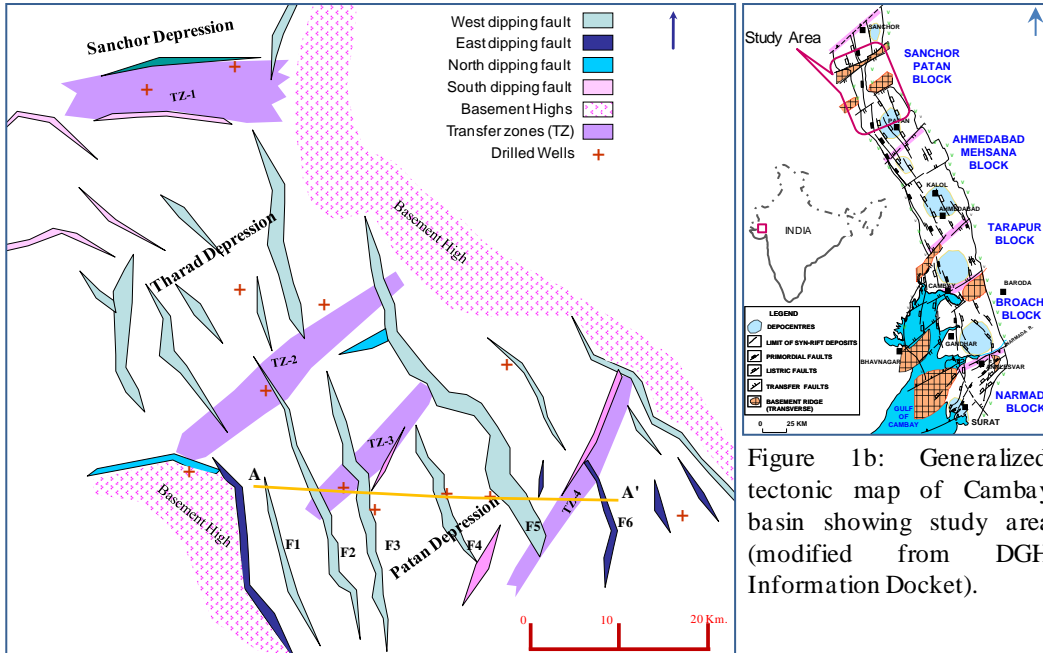 Sanchor Depression
TZ-1
West dipping fault
East dipping fault
North dipping fault
South dipping fault
Basement Highs
Transfer zones (TZ)
Drilled Wells
Basement High
Tharad Depression
TZ-2
TZ-3
TZ-4
A
A'
Basement High
F1
F2
F3
F4
F5
F6
Patan Depression
0
10
20 Km.
Study Area
SANCHOR
SANCHOR
PATAN
BLOCK
PATAN
AHMEDABAD
MEHSANA
BLOCK
KALOL
AHMEDABAD
INDIA
TARAPUR
BLOCK
CAMBAY
BARODA
BROACH
BLOCK
GANDHAR
NARMADA R.
BHAVNAGAR
NARMAD
BLOCK
GULF
OF
CAMBAY
SURAT
LEGEND
DEPOCENTRES
LIMIT OF SYN-RIFT DEPOSITS
PRIMORDIAL FAULTS
LISTRIC FAULTS
TRANSFER FAULTS
BASEMENT RIDGE
(TRANSVERSE)
0 25 KM
Figure 1b: Generalized
tectonic map of Cambay
basin showing study area
(modified from DGH
Information Docket).